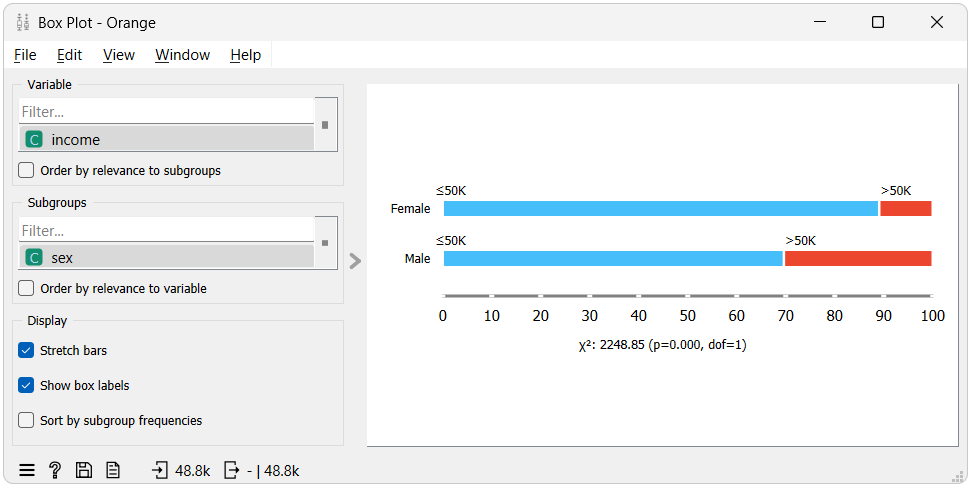 Box Plot - Orange
File Edit View Window Help
Variable
Filter...
C income
Order by relevance to subgroups
Subgroups
Filter...
C sex
Order by relevance to variable
Display
Stretch bars
Show box labels
Sort by subgroup frequencies
≤50K >50K
Female
≤50K >50K
Male
0 10 20 30 40 50 60 70 80 90 100
χ²: 2248.85 (p=0.000, dof=1)
? 48.8k - | 48.8k